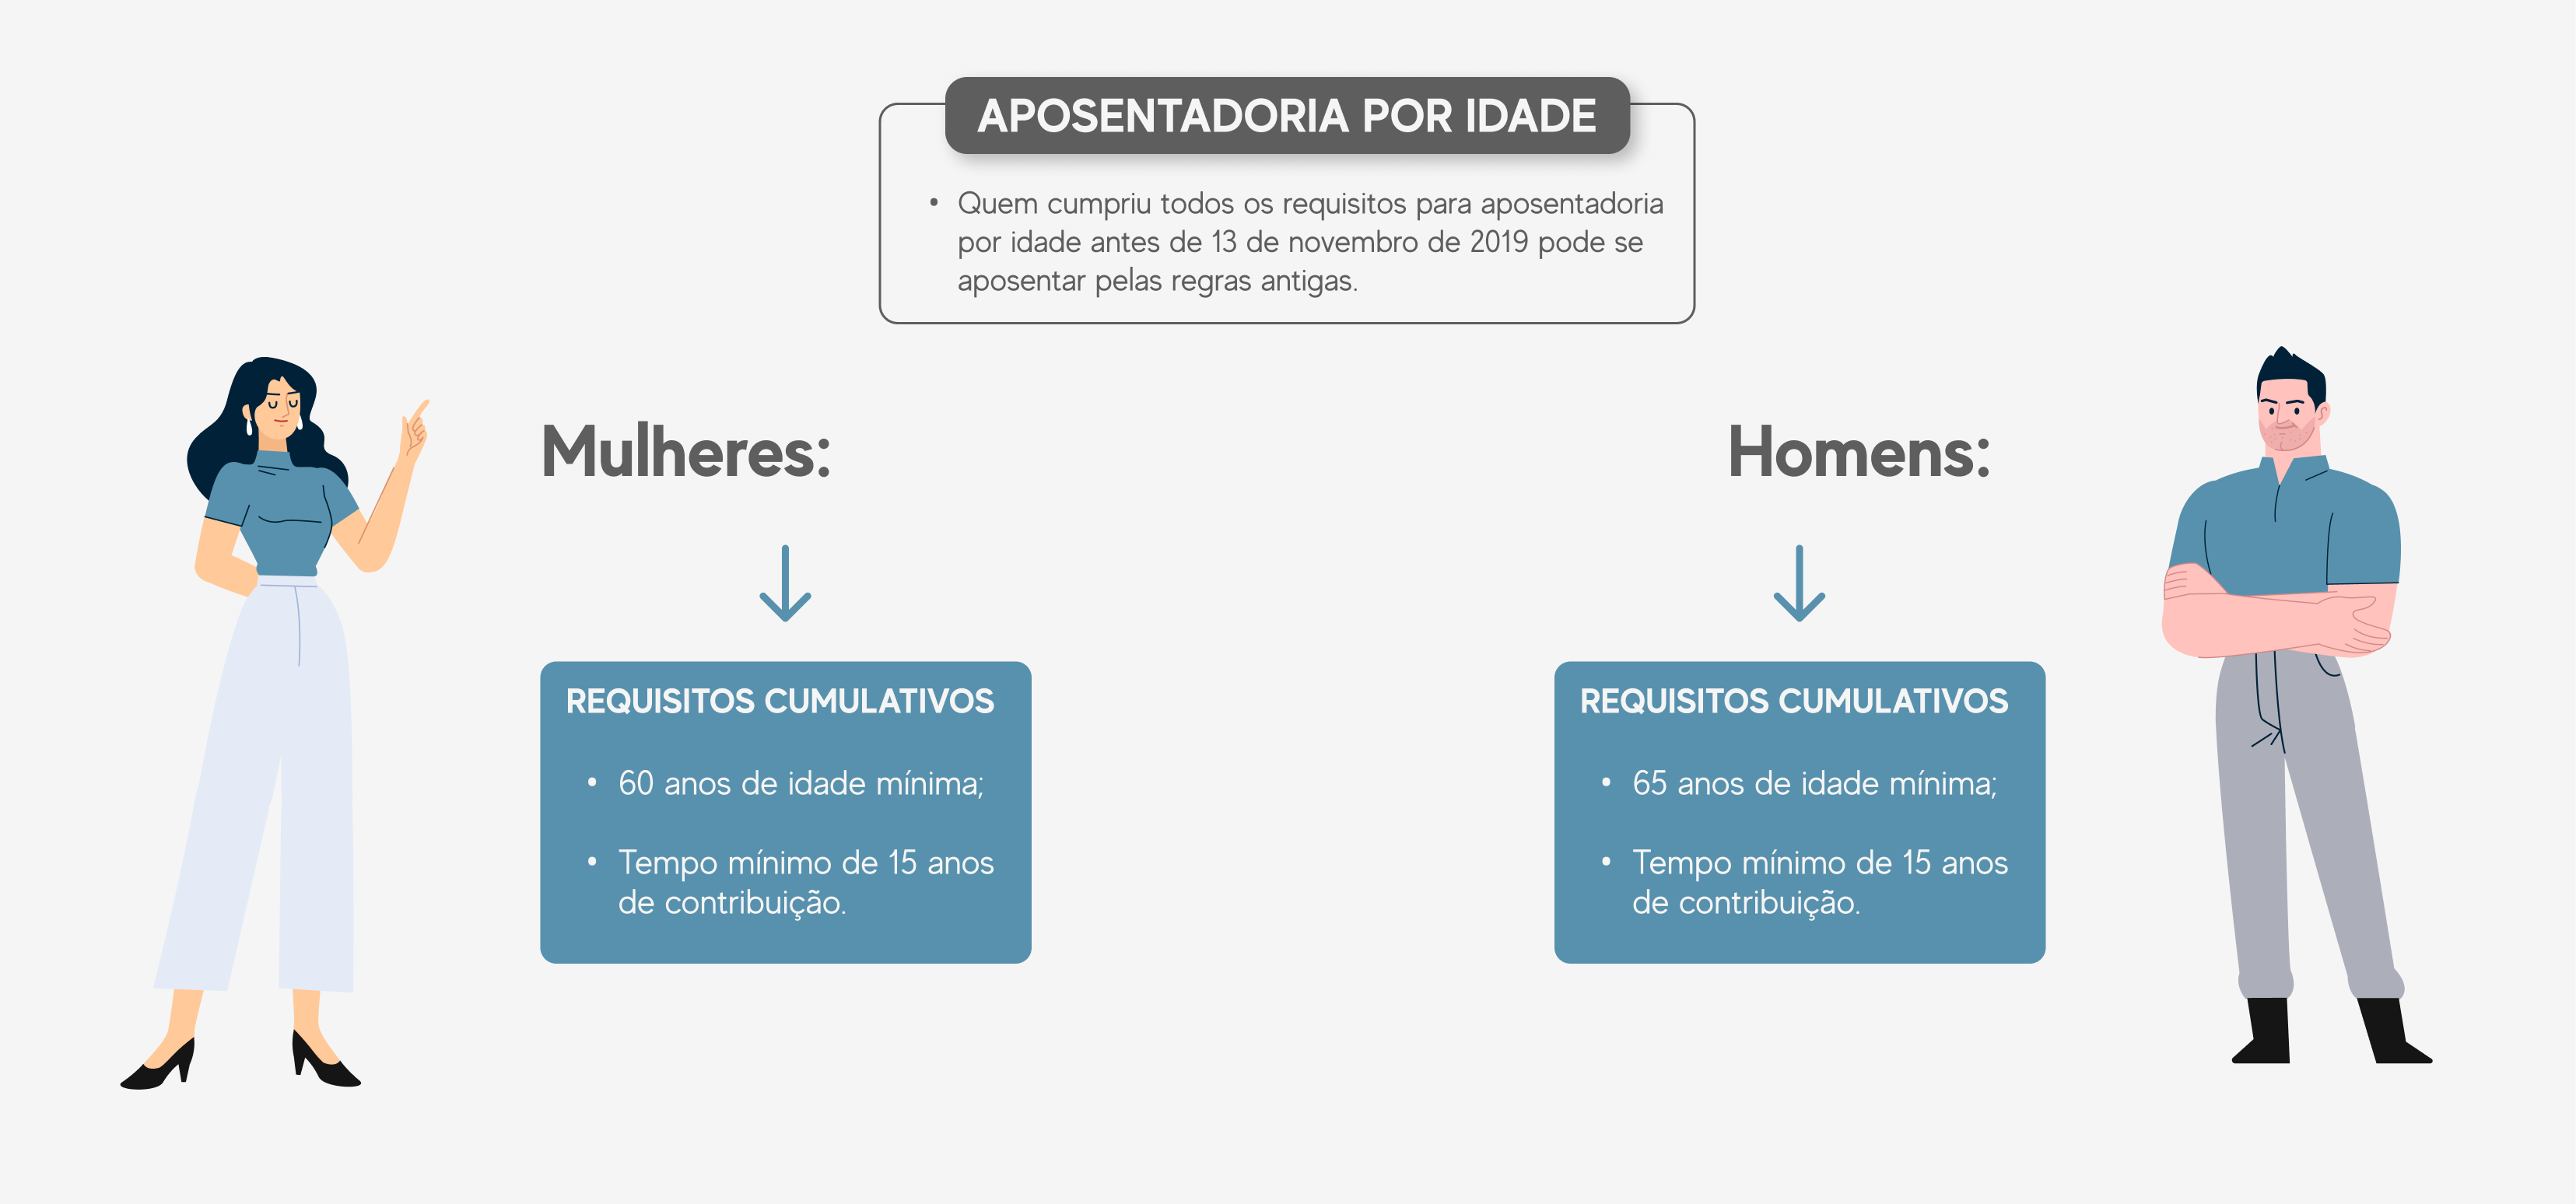 APOSENTADORIA POR IDADE
• Quem cumpriu todos os requisitos para aposentadoria
por idade antes de 13 de novembro de 2019 pode se
aposentar pelas regras antigas.
Mulheres:
REQUISITOS CUMULATIVOS
• 60 anos de idade mínima;
• Tempo mínimo de 15 anos
de contribuição.
Homens:
REQUISITOS CUMULATIVOS
• 65 anos de idade mínima;
• Tempo mínimo de 15 anos
de contribuição.